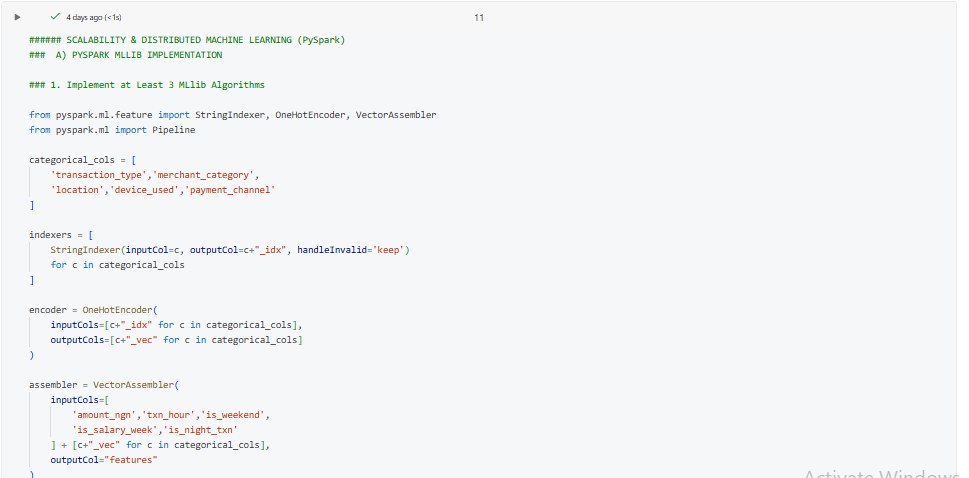 4 days ago (<1s)
11
###### SCALABILITY & DISTRIBUTED MACHINE LEARNING (PySpark)
### A) PYSPARK MLLIB IMPLEMENTATION
### 1. Implement at Least 3 MLlib Algorithms
from pyspark.ml.feature import StringIndexer, OneHotEncoder, VectorAssembler
from pyspark.ml import Pipeline
categorical_cols = [
'transaction_type','merchant_category',
'location','device_used','payment_channel'
]
indexers = [
StringIndexer(inputCol=c, outputCol=c+"_idx", handleInvalid='keep')
for c in categorical_cols
]
encoder = OneHotEncoder(
inputCols=[c+"_idx" for c in categorical_cols],
outputCols=[c+"_vec" for c in categorical_cols]
)
assembler = VectorAssembler(
inputCols=[
'amount_ngn','txn_hour','is_weekend',
'is_salary_week','is_night_txn'
] + [c+"_vec" for c in categorical_cols],
outputCol="features"
)
Activate Windows